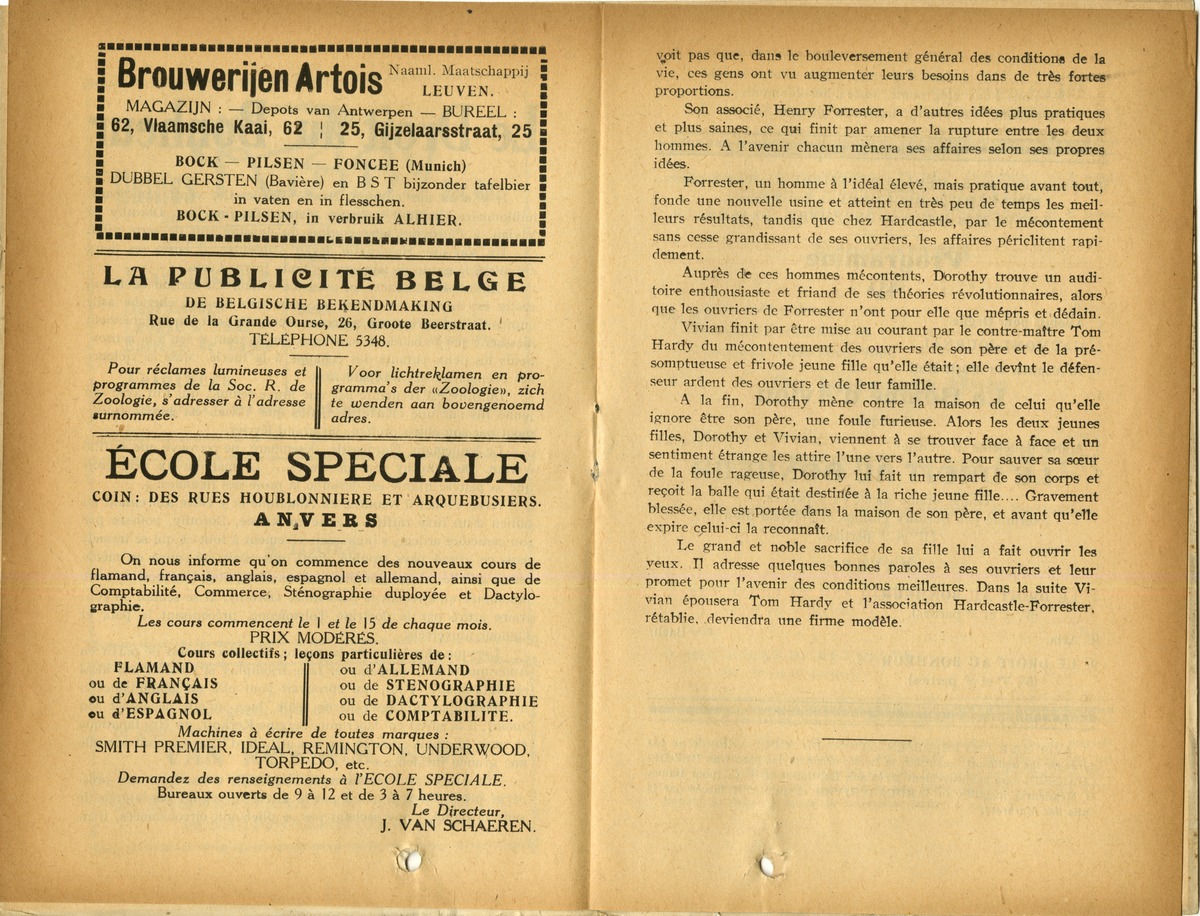 Brouwerijen Artois Naaml. Maatschappij
LEUVEN.
MAGAZIJN : — Depots van Antwerpen — BUREEL :
62, Vlaamsche Kaai, 62 ¦ 25, Gijzelaarsstraat, 25
BOCK — PILSEN — FONCEE (Munich)
DUBBEL GERSTEN (Bavière) en B S T bijzonder tafelbier
in vaten en in flesschen.
BOCK - PILSEN, in verbruik ALHIER.
LA PUBLICITÉ BELGE
DE BELGISCHE BEKENDMAKING
Rue de la Grande Ourse, 26, Groote Beerstraat.
TÉLÉPHONE 5348.
Pour réclames lumineuses et
programmes de la Soc. R. de
Zoologie, s'adresser à l'adresse
surnommée.
Voor lichtreklamen en pro-
gramma's der «Zoologie», zich
te wenden aan bovengenoemd
adres.
ÉCOLE SPECIALE
COIN : DES RUES HOUBLONNIERE ET ARQUEBUSIERS.
ANVERS
On nous informe qu'on commence des nouveaux cours de
flamand, français, anglais, espagnol et allemand, ainsi que de
Comptabilité, Commerce, Sténographie duployée et Dactylo-
graphie.
Les cours commencent le 1 et le 15 de chaque mois.
PRIX MODÉRÉS.
Cours collectifs ; leçons particulières de :
FLAMAND
ou de FRANÇAIS
ou d'ANGLAIS
ou d'ESPAGNOL
ou d'ALLEMAND
ou de STENOGRAPHIE
ou de DACTYLOGRAPHIE
ou de COMPTABILITE.
Machines à écrire de toutes marques :
SMITH PREMIER, IDEAL, REMINGTON, UNDERWOOD,
TORPEDO, etc.
Demandez des renseignements à l'ECOLE SPECIALE.
Bureaux ouverts de 9 à 12 et de 3 à 7 heures.
Le Directeur,
J. VAN SCHAEREN.
voit pas que, dans le bouleversement général des conditions de la
vie, ces gens ont vu augmenter leurs besoins dans de très fortes
proportions.
Son associé, Henry Forrester, a d'autres idées plus pratiques
et plus saines, ce qui finit par amener la rupture entre les deux
hommes. A l'avenir chacun mènera ses affaires selon ses propres
idées.
Forrester, un homme à l'idéal élevé, mais pratique avant tout,
fonde une nouvelle usine et atteint en très peu de temps les meil-
leurs résultats, tandis que chez Hardcastle, par le mécontement
sans cesse grandissant de ses ouvriers, les affaires périclitent rapi-
dement.
Auprès de ces hommes mécontents, Dorothy trouve un audi-
toire enthousiaste et friand de ses théories révolutionnaires, alors
que les ouvriers de Forrester n'ont pour elle que mépris et dédain.
Vivian finit par être mise au courant par le contre-maître Tom
Hardy du mécontentement des ouvriers de son père et de la pré-
somptueuse et frivole jeune fille qu'elle était ; elle devînt le défen-
seur ardent des ouvriers et de leur famille.
A la fin, Dorothy mène contre la maison de celui qu'elle
ignore être son père, une foule furieuse. Alors les deux jeunes
filles, Dorothy et Vivian, viennent à se trouver face à face et un
sentiment étrange les attire l'une vers l'autre. Pour sauver sa sœur
de la foule rageuse, Dorothy lui fait un rempart de son corps et
reçoit la balle qui était destinée à la riche jeune fille.... Gravement
blessée, elle est portée dans la maison de son père, et avant qu'elle
expire celui-ci la reconnaît.
Le grand et noble sacrifice de sa fille lui a fait ouvrir les
yeux. Il adresse quelques bonnes paroles à ses ouvriers et leur
promet pour l'avenir des conditions meilleures. Dans la suite Vi-
vian épousera Tom Hardy et l'association Hardcastle-Forrester,
rétablie, deviendra une firme modèle.